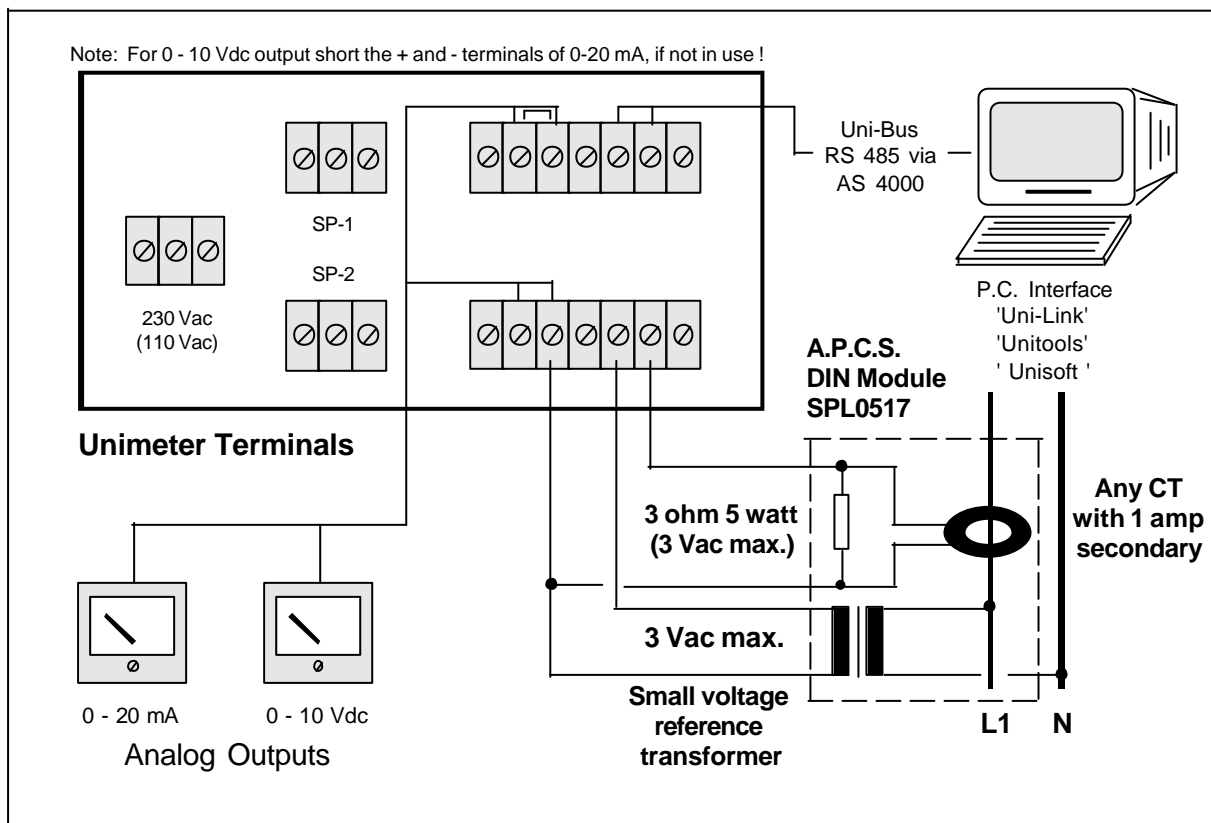 Note: For 0 - 10 Vdc output short the + and - terminals of 0-20 mA, if not in use !
Uni-Bus
RS 485 via
AS 4000
SP-1
SP-2
230 Vac
(110 Vac)
P.C. Interface
'Uni-Link'
'Unitools'
' Unisoft '
A.P.C.S.
DIN Module
SPL0517
Unimeter Terminals
3 ohm 5 watt
(3 Vac max.)
Any CT
with 1 amp
secondary
3 Vac max.
Small voltage
reference
transformer
L1 N
0 - 20 mA
0 - 10 Vdc
Analog Outputs